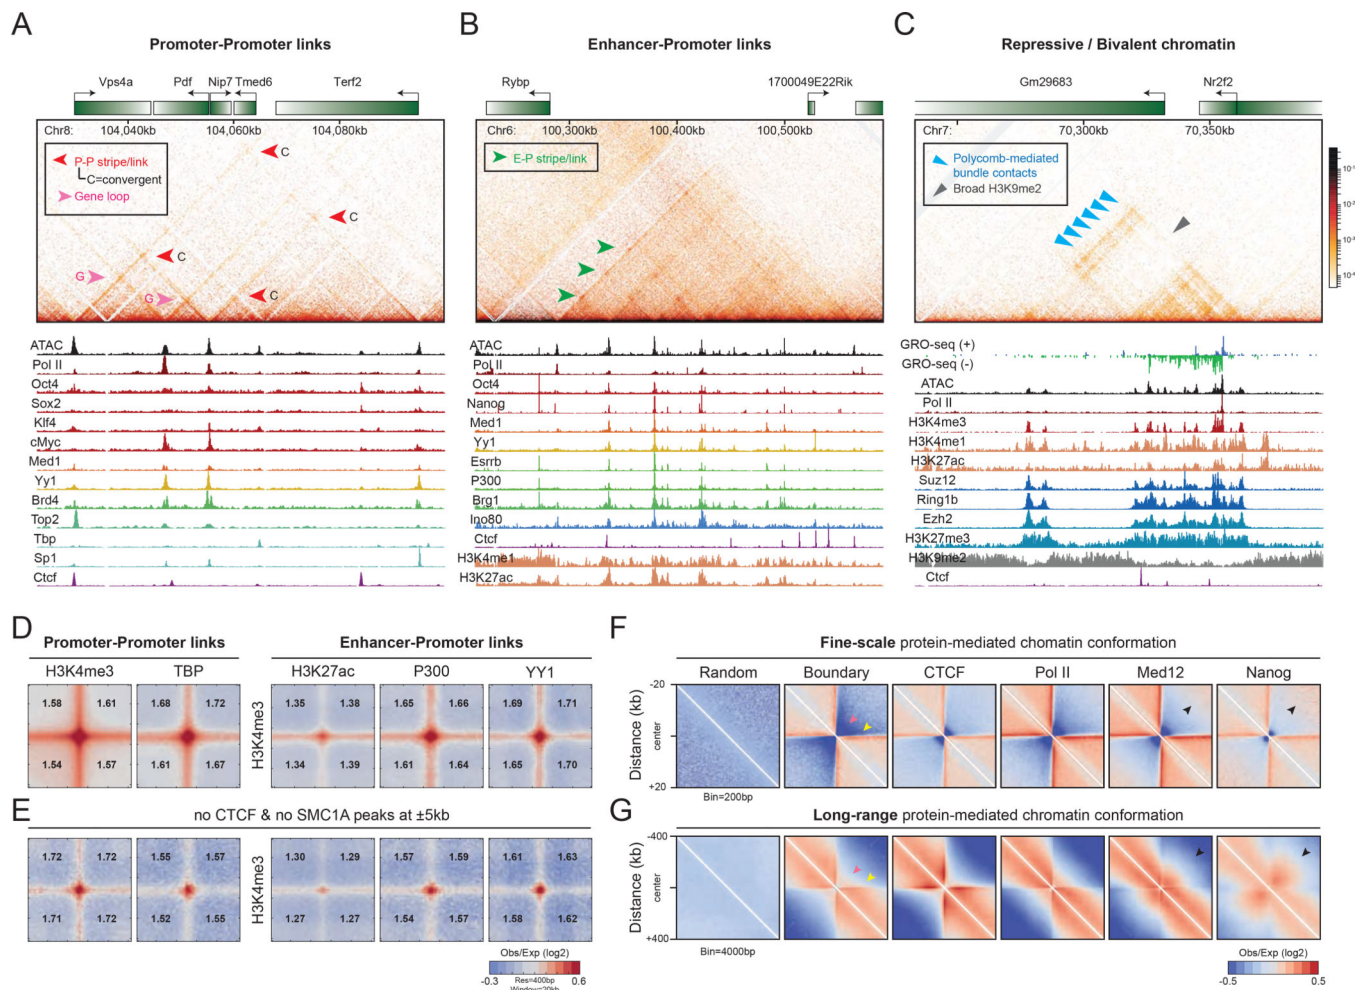 A
Promoter-Promoter links
Vps4a Pdf Nip7 Tmed6 Terf2
Chr8: 104,040kb 104,060kb 104,080kb
P-P stripe/link
C=convergent
Gene loop
C
C
C
C
G
G
ATAC
Pol II
Oct4
Sox2
Klf4
cMyc
Med1
Yy1
Brd4
Top2
Tbp
Sp1
Ctcf
B
Enhancer-Promoter links
Rybp 1700049E22Rik
Chr6: 100,300kb 100,400kb 100,500kb
E-P stripe/link
ATAC
Pol II
Oct4
Nanog
Med1
Yy1
Esrrb
P300
Brg1
Ino80
Ctcf
H3K4me1
H3K27ac
C
Repressive / Bivalent chromatin
Gm29683 Nr2f2
Chr7: 70,300kb 70,350kb
Polycomb-mediated
bundle contacts
Broad H3K9me2
10⁻¹
10⁻²
10⁻³
10⁻⁴
GRO-seq (+)
GRO-seq (-)
ATAC
Pol II
H3K4me3
H3K4me1
H3K27ac
Suz12
Ring1b
Ezh2
H3K27me3
H3K9me2
Ctcf
D
Promoter-Promoter links Enhancer-Promoter links
H3K4me3 TBP H3K27ac P300 YY1
H3K4me3
1.58 1.61 1.68 1.72 1.35 1.38 1.65 1.66 1.69 1.71
1.54 1.57 1.61 1.67 1.34 1.39 1.61 1.64 1.65 1.70
E
no CTCF & no SMC1A peaks at ±5kb
H3K4me3
1.72 1.72 1.55 1.57 1.30 1.29 1.57 1.59 1.61 1.63
1.71 1.72 1.52 1.55 1.27 1.27 1.54 1.57 1.58 1.62
Obs/Exp (log2)
-0.3 Res=400bp 0.6
Window=20kb
F
Fine-scale protein-mediated chomatin conformation
Random Boundary CTCF Pol II Med12 Nanog
Distance (kb)
-20
center
+20
Bin=200bp
G
Long-range protein-mediated chromatin conformation
Distance (kb)
-400
center
+400
Bin=4000bp
Obs/Exp (log2)
-0.5 0.5